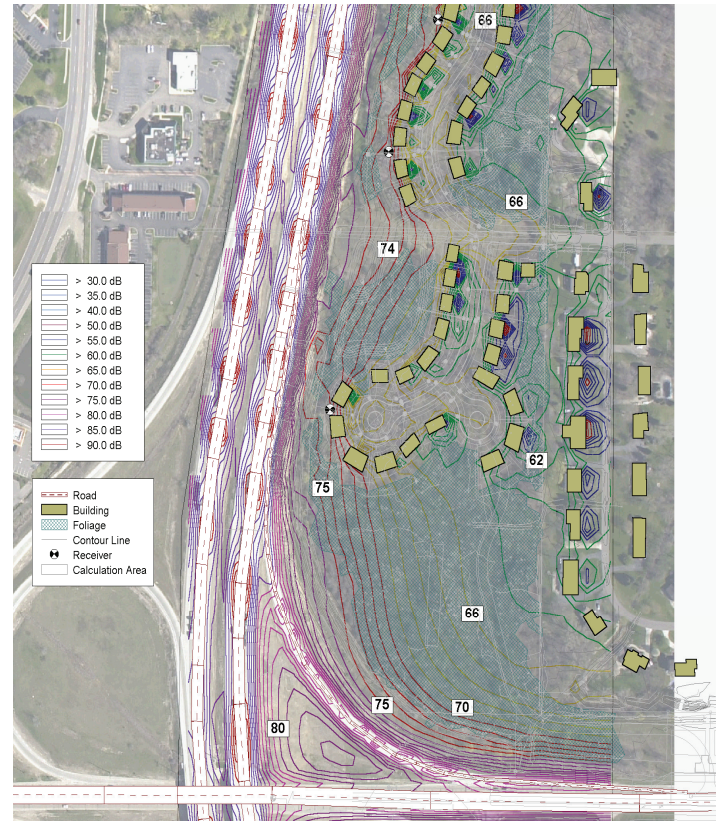 66
66
74
> 30.0 dB
> 35.0 dB
> 40.0 dB
> 50.0 dB
> 55.0 dB
> 60.0 dB
> 65.0 dB
> 70.0 dB
> 75.0 dB
> 80.0 dB
> 85.0 dB
> 90.0 dB
62
75
Road
Building
Foliage
Contour Line
Receiver
Calculation Area
66
75
70
80